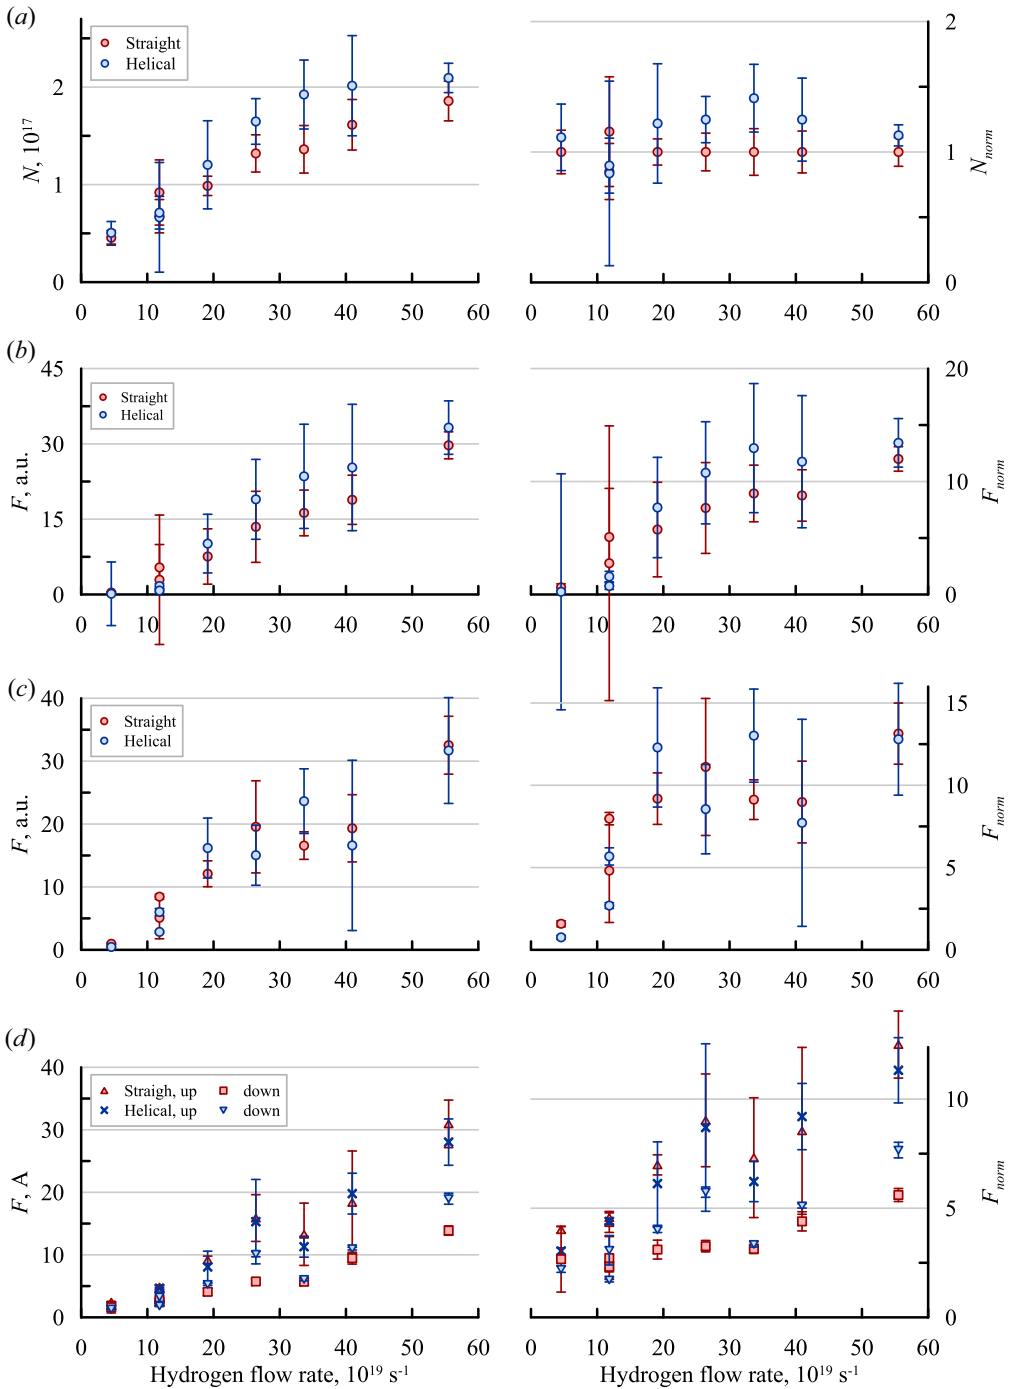 (a)
Straight
Helical
N, 10^17
2
1
0
0 10 20 30 40 50 60
2
1
0
N_norm
0 10 20 30 40 50 60
(b)
Straight
Helical
F, a.u.
45
30
15
0
0 10 20 30 40 50 60
20
10
0
F_norm
0 10 20 30 40 50 60
(c)
Straight
Helical
F, a.u.
40
30
20
10
0
0 10 20 30 40 50 60
15
10
5
0
F_norm
0 10 20 30 40 50 60
(d)
Straigh, up down
Helical, up down
F, A
40
30
20
10
0
0 10 20 30 40 50 60
Hydrogen flow rate, 10^19 s^-1
10
5
0
F_norm
0 10 20 30 40 50 60
Hydrogen flow rate, 10^19 s^-1